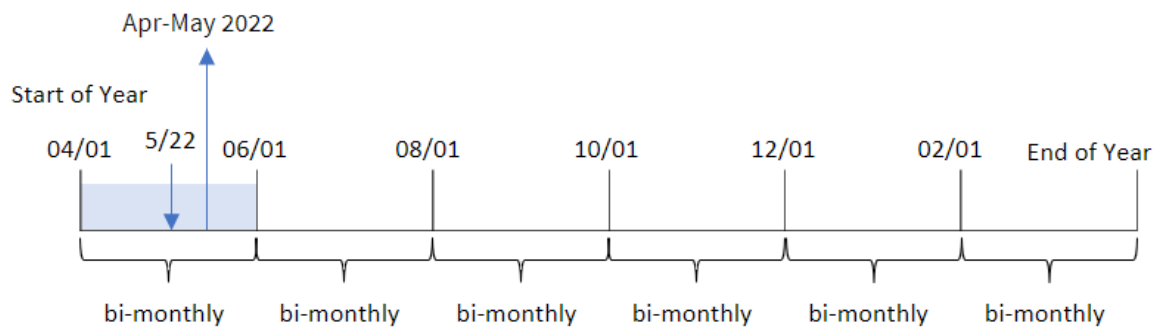 Apr-May 2022
Start of Year
04/01 5/22 06/01 08/01 10/01 12/01 02/01 End of Year
bi-monthly bi-monthly bi-monthly bi-monthly bi-monthly bi-monthly